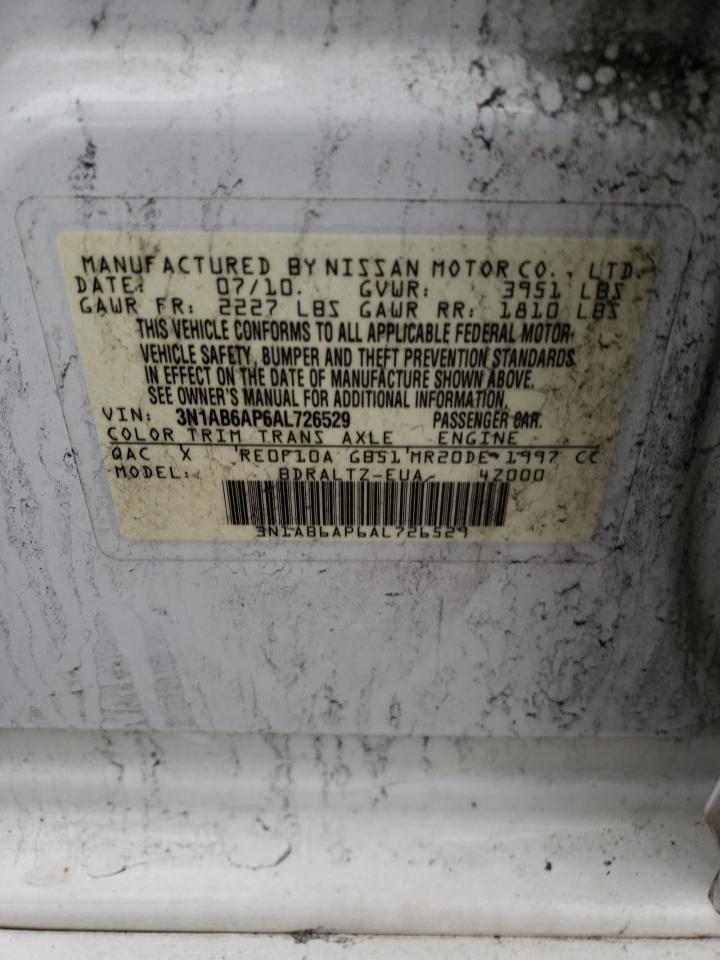 MANUFACTURED BY NISSAN MOTOR CO., LTD.
DATE: 07/10. GVWR: 3951 LBS
GAWR FR: 2227 LBS GAWR RR: 1810 LBS
THIS VEHICLE CONFORMS TO ALL APPLICABLE FEDERAL MOTOR
VEHICLE SAFETY, BUMPER AND THEFT PREVENTION STANDARDS
IN EFFECT ON THE DATE OF MANUFACTURE SHOWN ABOVE.
SEE OWNER'S MANUAL FOR ADDITIONAL INFORMATION.
VIN: 3N1AB6AP6AL726529 PASSENGER CAR.
COLOR TRIM TRANS AXLE ENGINE
QAC X RE0F10A GB51 MR20DE 1997 CC
MODEL: BDRALTZ-EUA 4Z000
3N1AB6AP6AL726529